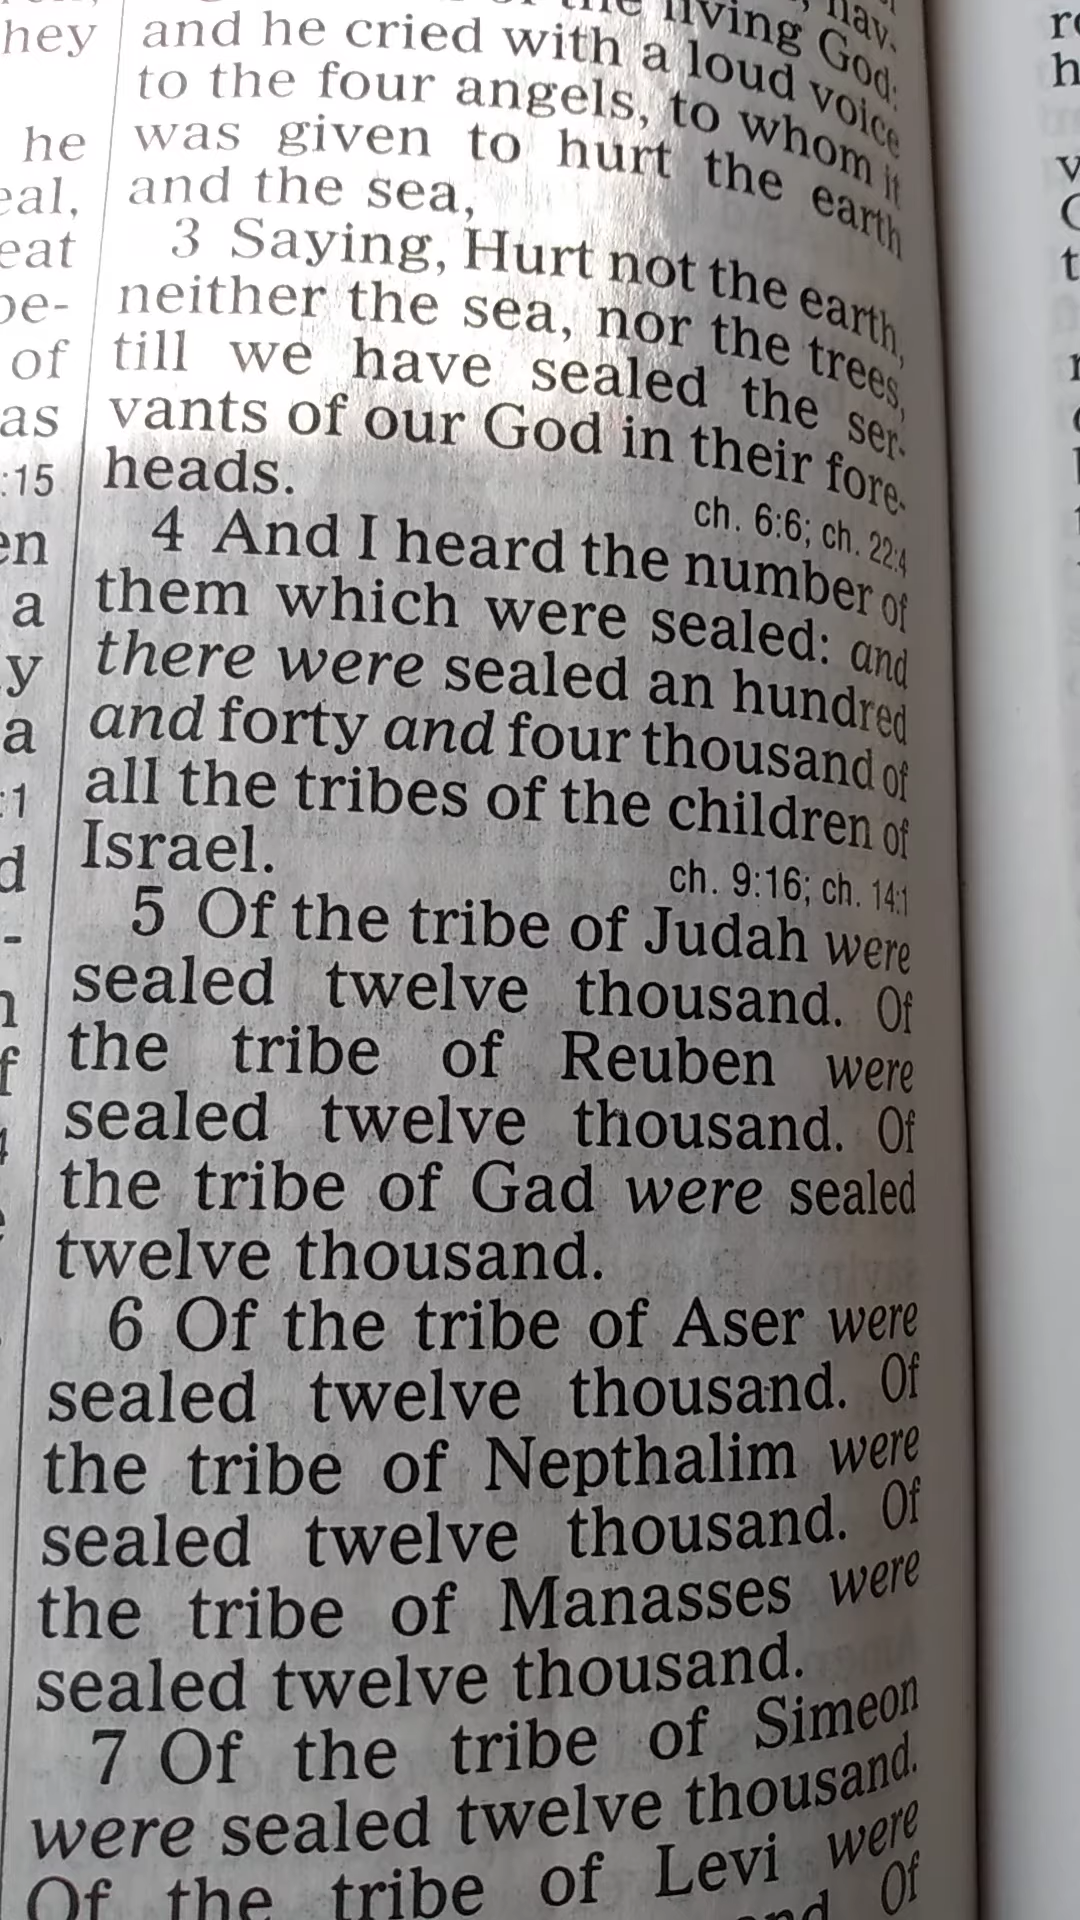 hey
he
eal,
eat
be-
of
as
:15
en
a
y
a
:1
d
-
f
the living God:
and he cried with a loud voice
to the four angels, to whom it
was given to hurt the earth
and the sea,
3 Saying, Hurt not the earth,
neither the sea, nor the trees,
till we have sealed the ser-
vants of our God in their fore-
heads.
ch. 6:6; ch. 22:4
4 And I heard the number of
them which were sealed: and
there were sealed an hundred
and forty and four thousand of
all the tribes of the children of
Israel.
ch. 9:16; ch. 14:1
5 Of the tribe of Judah were
sealed twelve thousand. Of
the tribe of Reuben were
sealed twelve thousand. Of
the tribe of Gad were sealed
twelve thousand.
6 Of the tribe of Aser were
sealed twelve thousand. Of
the tribe of Nepthalim were
sealed twelve thousand. Of
the tribe of Manasses were
sealed twelve thousand.
7 Of the tribe of Simeon
were sealed twelve thousand.
Of the tribe of Levi were
Of